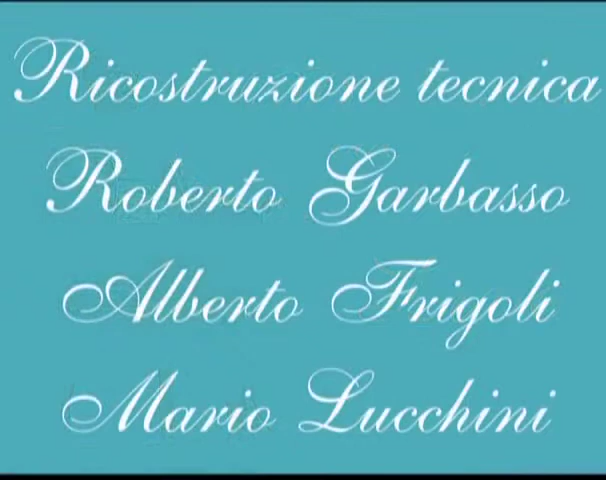 Ricostruzione tecnica
Roberto Garbasso
Alberto Frigoli
Mario Lucchini